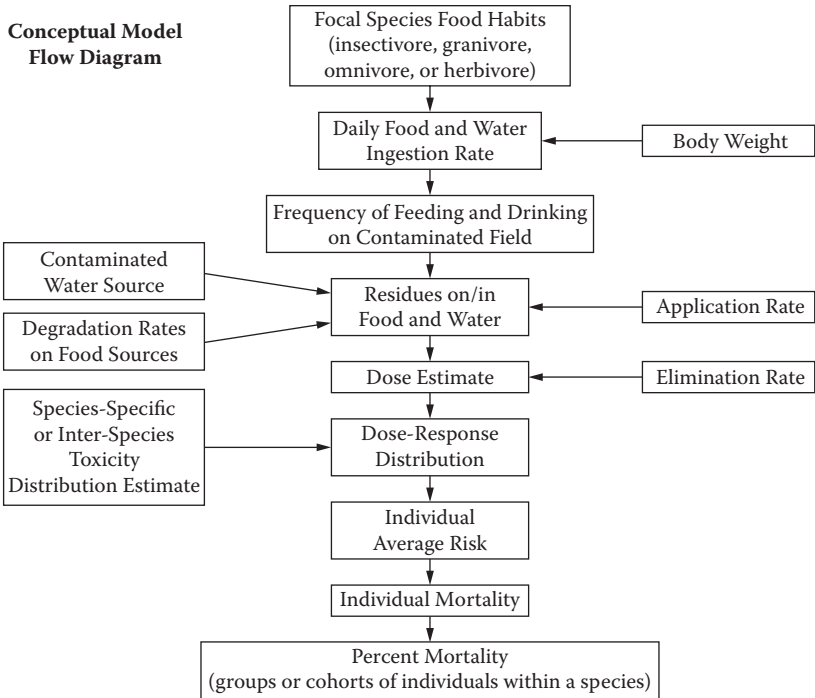 Conceptual Model
Flow Diagram
Focal Species Food Habits
(insectivore, granivore,
omnivore, or herbivore)
Daily Food and Water
Ingestion Rate
Body Weight
Frequency of Feeding and Drinking
on Contaminated Field
Contaminated
Water Source
Residues on/in
Food and Water
Application Rate
Degradation Rates
on Food Sources
Dose Estimate
Elimination Rate
Species-Specific
or Inter-Species
Toxicity
Distribution Estimate
Dose-Response
Distribution
Individual
Average Risk
Individual Mortality
Percent Mortality
(groups or cohorts of individuals within a species)